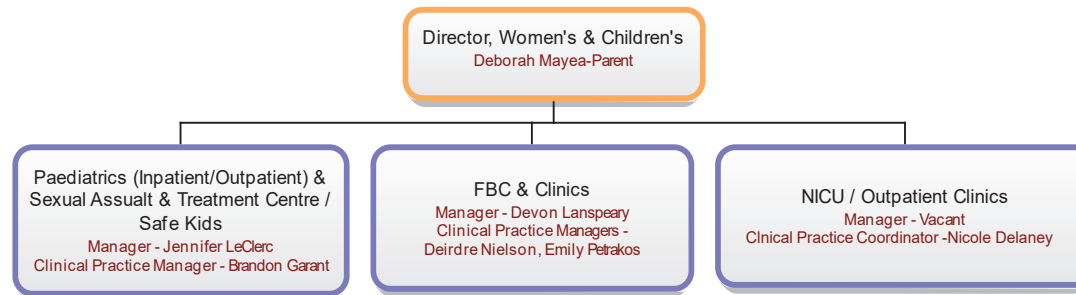 Director, Women's & Children's
Deborah Mayea-Parent
Paediatrics (Inpatient/Outpatient) &
Sexual Assualt & Treatment Centre /
Safe Kids
Manager - Jennifer LeClerc
Clinical Practice Manager - Brandon Garant
FBC & Clinics
Manager - Devon Lanspeary
Clinical Practice Managers -
Deirdre Nielson, Emily Petrakos
NICU / Outpatient Clinics
Manager - Vacant
Clnical Practice Coordinator -Nicole Delaney